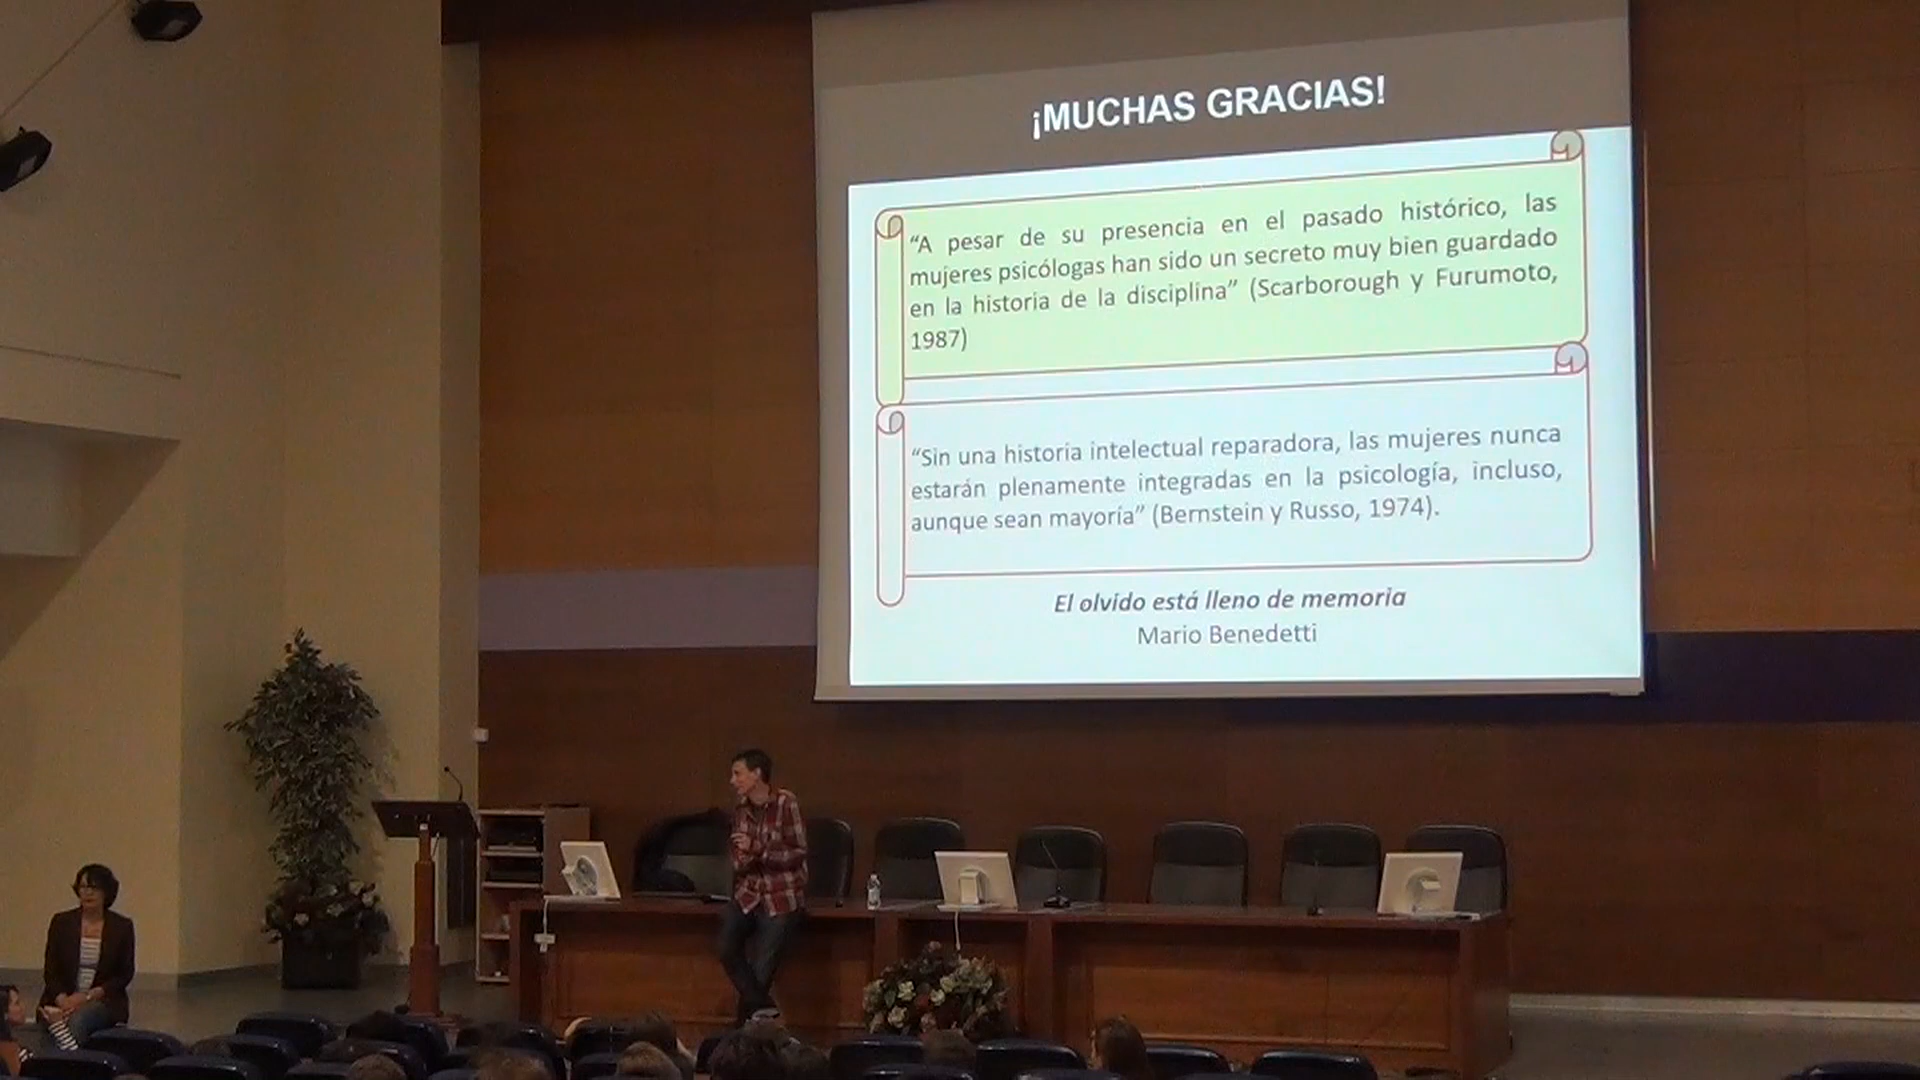 ¡MUCHAS GRACIAS!
“A pesar de su presencia en el pasado histórico, las
mujeres psicólogas han sido un secreto muy bien guardado
en la historia de la disciplina” (Scarborough y Furumoto,
1987)
“Sin una historia intelectual reparadora, las mujeres nunca
estarán plenamente integradas en la psicología, incluso,
aunque sean mayoría” (Bernstein y Russo, 1974).
El olvido está lleno de memoria
Mario Benedetti